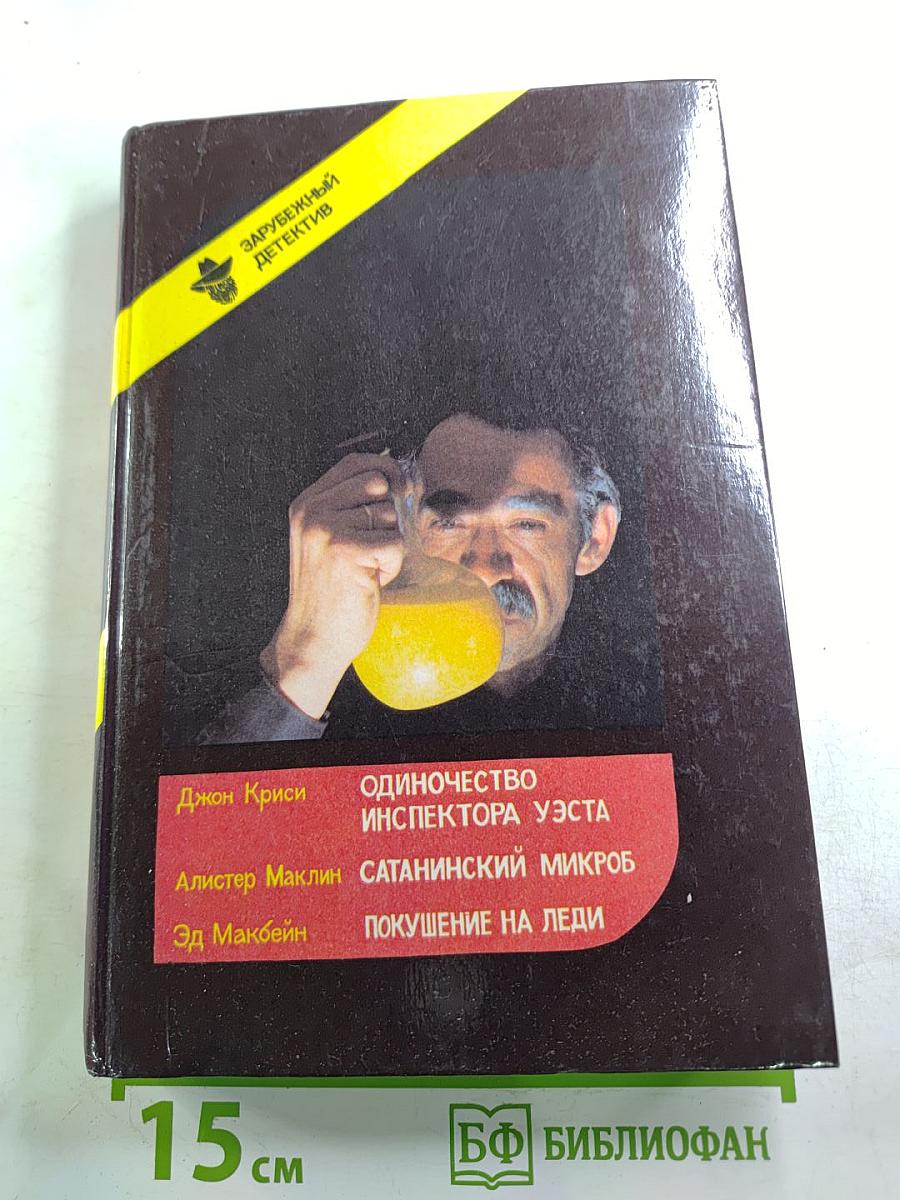 ЗАРУБЕЖНЫЙ
ДЕТЕКТИВ
Джон Криси ОДИНОЧЕСТВО
ИНСПЕКТОРА УЭСТА
Алистер Маклин САТАНИНСКИЙ МИКРОБ
Эд Макбейн ПОКУШЕНИЕ НА ЛЕДИ
15 см
БФ БИБЛИОФАН